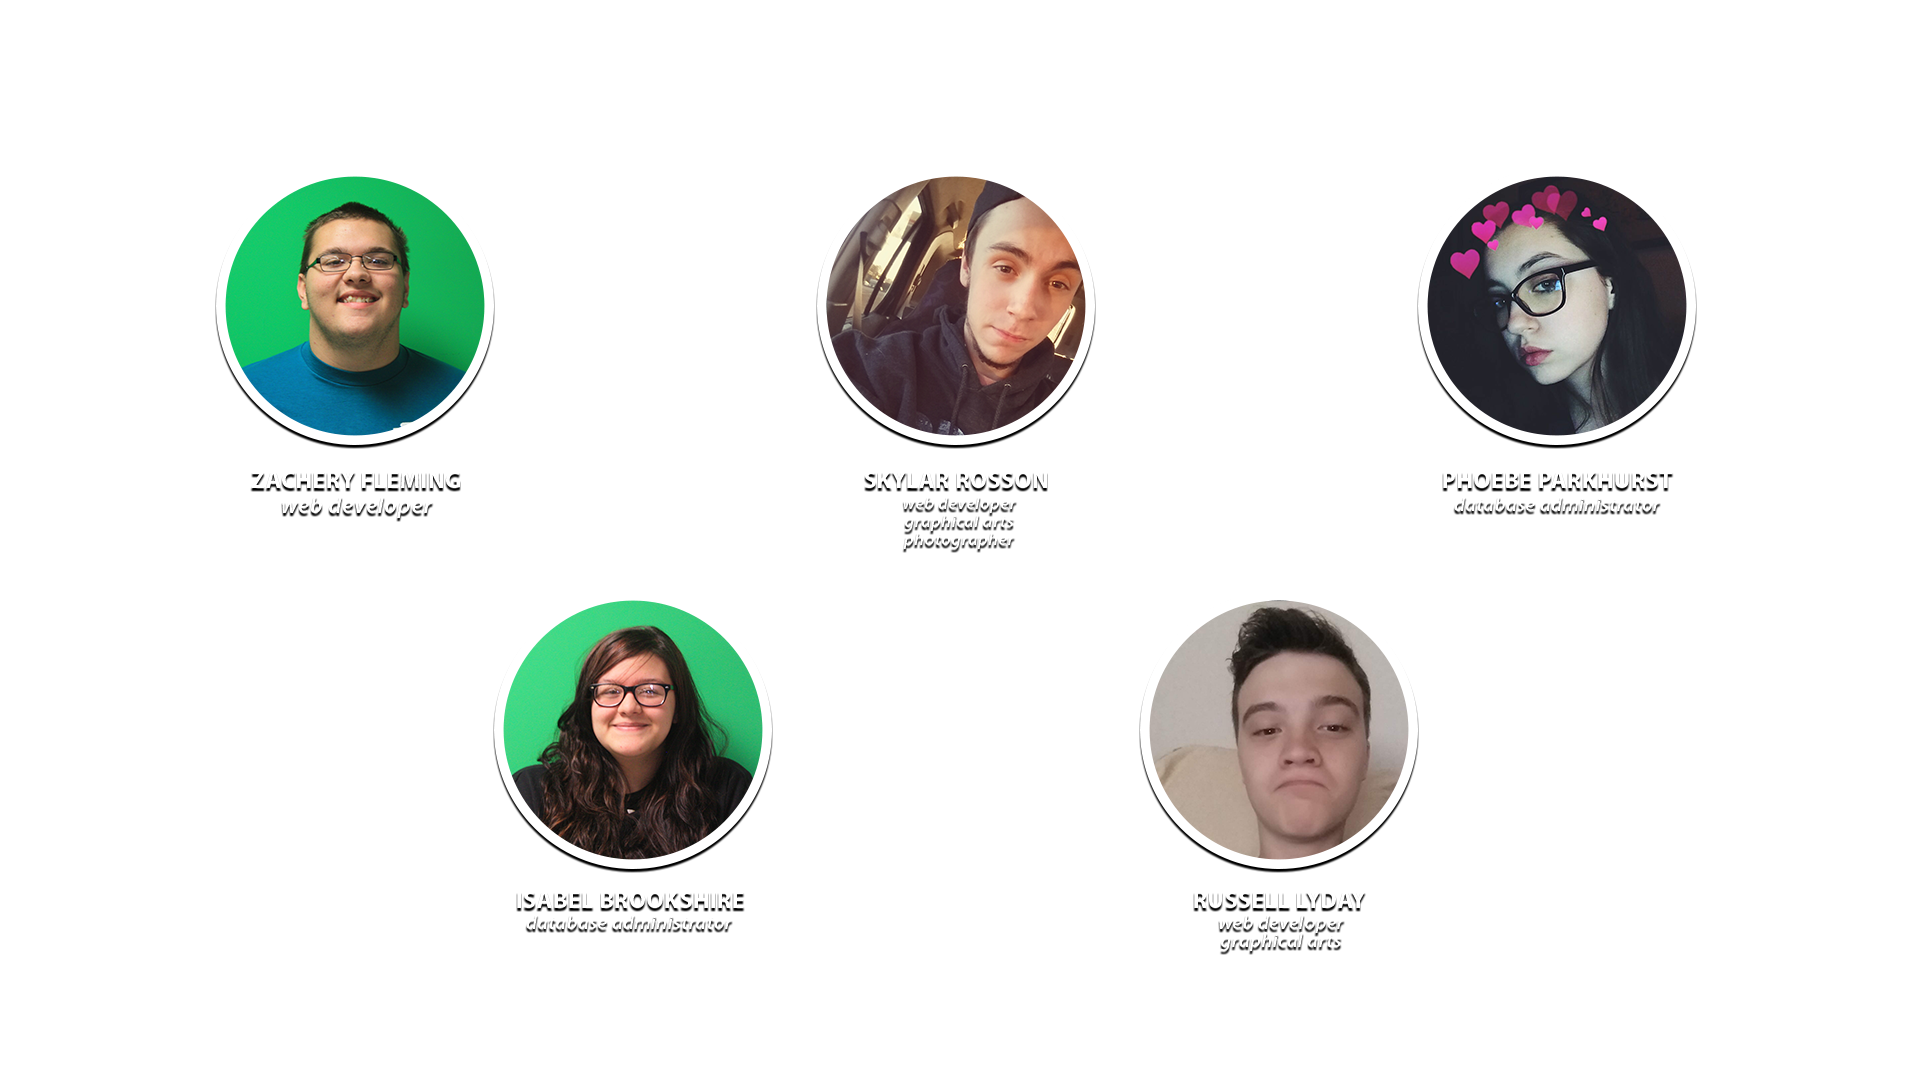 ZACHERY FLEMING
web developer
SKYLAR ROSSON
web developer
graphical arts
photographer
PHOEBE PARKHURST
database administrator
ISABEL BROOKSHIRE
database administrator
RUSSELL LYDAY
web developer
graphical arts